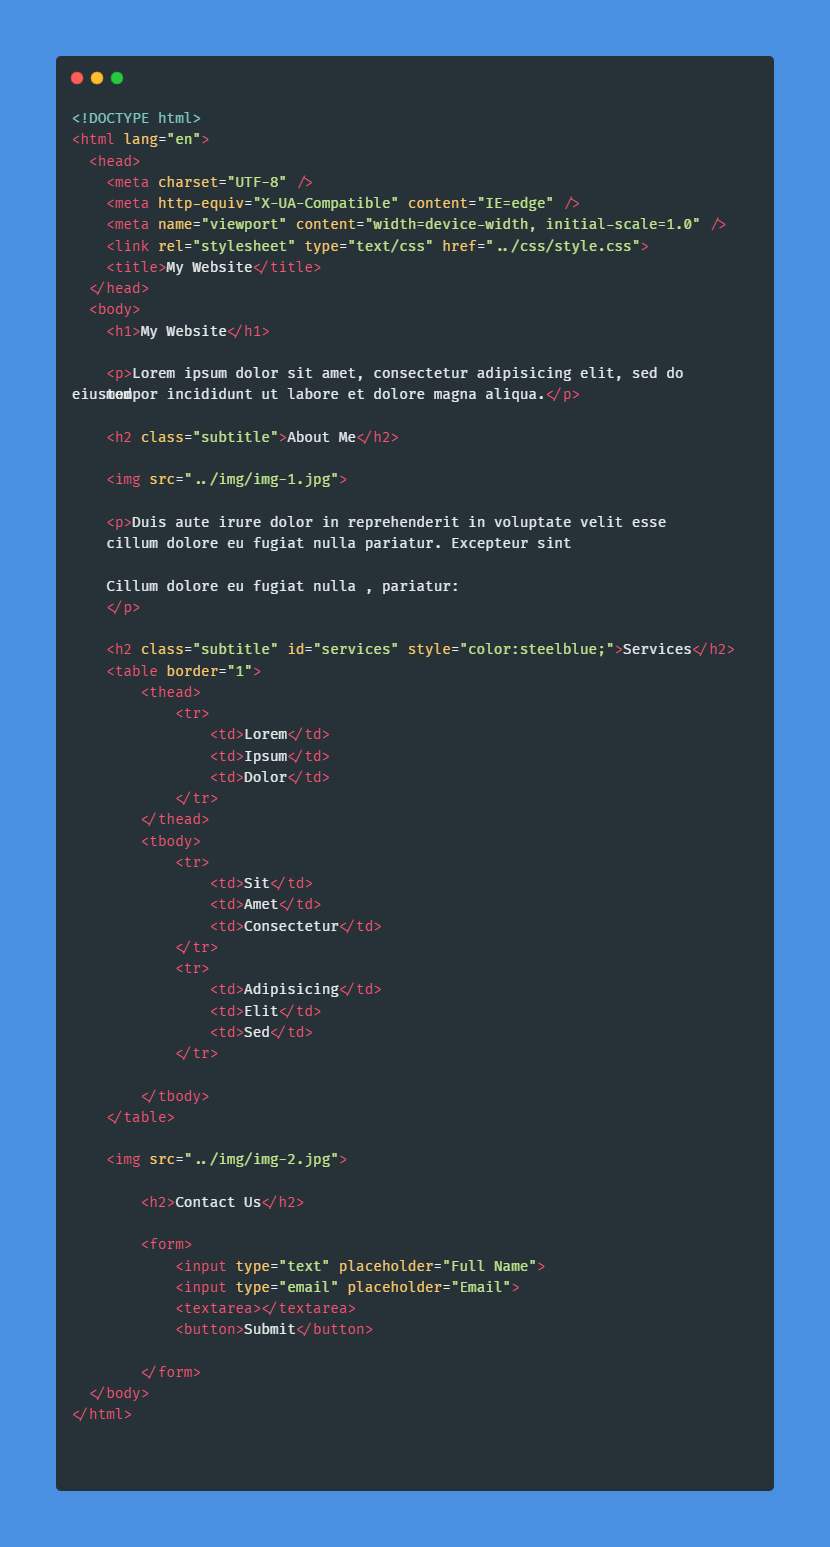 <!DOCTYPE html>
<html lang="en">
  <head>
    <meta charset="UTF-8" />
    <meta http-equiv="X-UA-Compatible" content="IE=edge" />
    <meta name="viewport" content="width=device-width, initial-scale=1.0" />
    <link rel="stylesheet" type="text/css" href="../css/style.css">
    <title>My Website</title>
  </head>
  <body>
    <h1>My Website</h1>

    <p>Lorem ipsum dolor sit amet, consectetur adipisicing elit, sed do
eiusmod tempor incididunt ut labore et dolore magna aliqua.</p>

    <h2 class="subtitle">About Me</h2>

    <img src="../img/img-1.jpg">

    <p>Duis aute irure dolor in reprehenderit in voluptate velit esse
    cillum dolore eu fugiat nulla pariatur. Excepteur sint

    Cillum dolore eu fugiat nulla , pariatur:
    </p>

    <h2 class="subtitle" id="services" style="color:steelblue;">Services</h2>
    <table border="1">
        <thead>
            <tr>
                <td>Lorem</td>
                <td>Ipsum</td>
                <td>Dolor</td>
            </tr>
        </thead>
        <tbody>
            <tr>
                <td>Sit</td>
                <td>Amet</td>
                <td>Consectetur</td>
            </tr>
            <tr>
                <td>Adipisicing</td>
                <td>Elit</td>
                <td>Sed</td>
            </tr>

        </tbody>
    </table>

    <img src="../img/img-2.jpg">

        <h2>Contact Us</h2>

        <form>
            <input type="text" placeholder="Full Name">
            <input type="email" placeholder="Email">
            <textarea></textarea>
            <button>Submit</button>

        </form>
  </body>
</html>